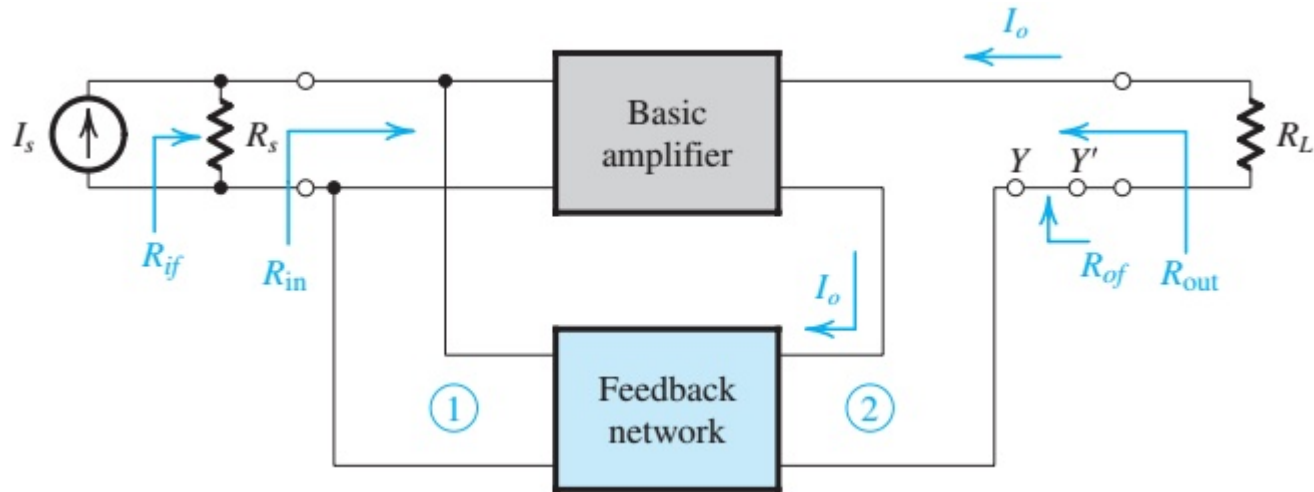 I_o
I_s
R_s
Basic
amplifier
R_L
Y Y'
R_if
R_in
R_of
R_out
I_o
1
Feedback
network
2